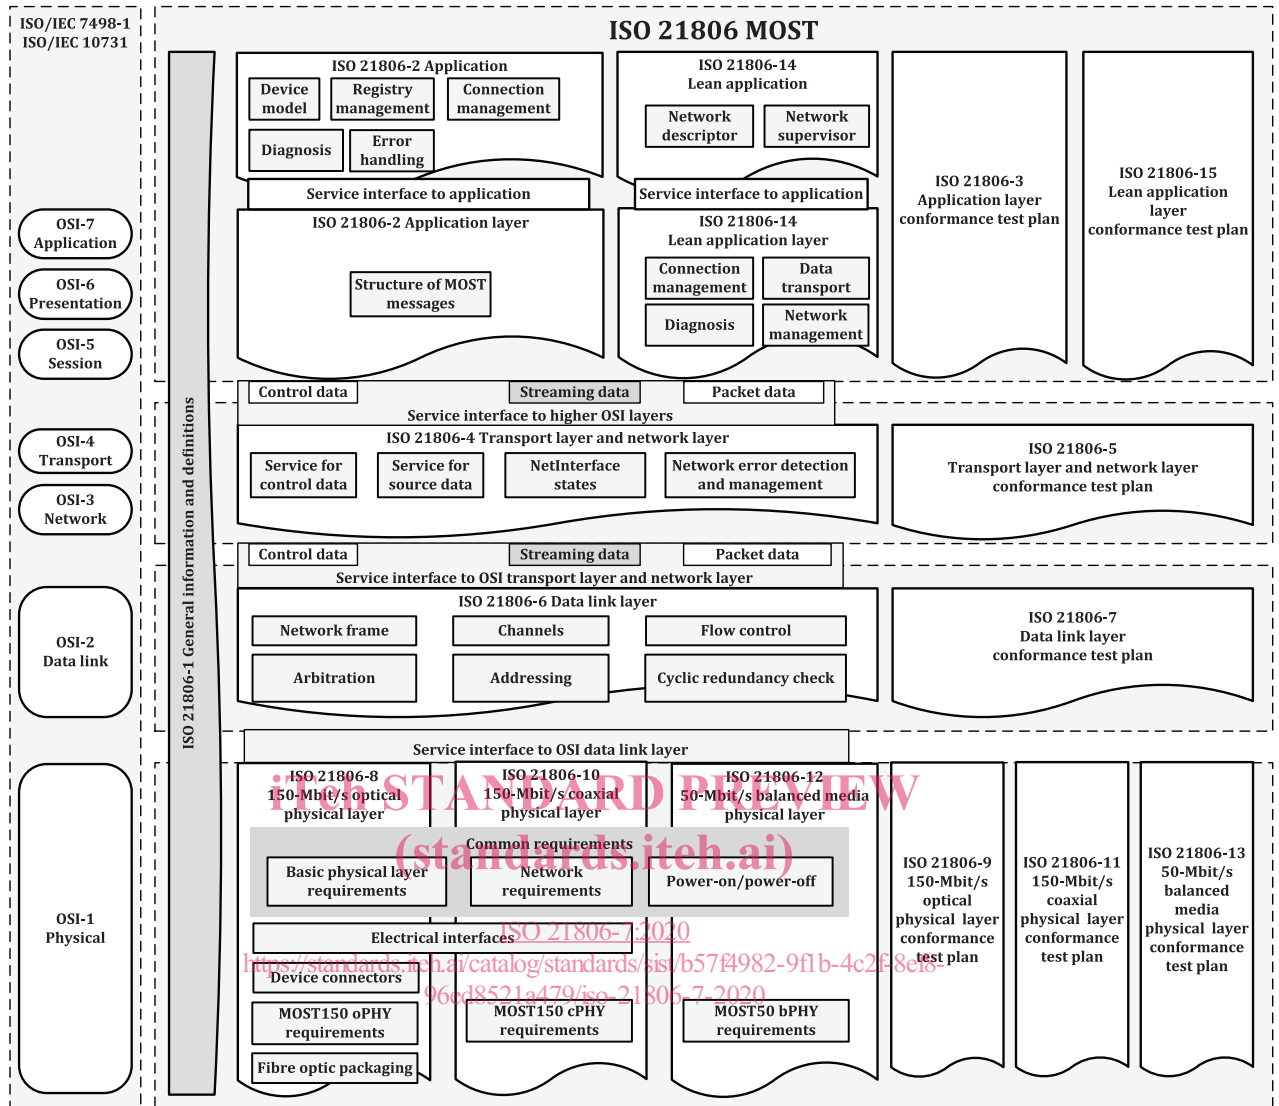 ISO/IEC 7498-1
ISO/IEC 10731
ISO 21806 MOST
ISO 21806-1 General information and definitions
OSI-7
Application
OSI-6
Presentation
OSI-5
Session
OSI-4
Transport
OSI-3
Network
OSI-2
Data link
OSI-1
Physical
ISO 21806-2 Application
Device
model
Registry
management
Connection
management
Diagnosis
Error
handling
Service interface to application
ISO 21806-2 Application layer
Structure of MOST
messages
ISO 21806-14
Lean application
Network
descriptor
Network
supervisor
Service interface to application
ISO 21806-14
Lean application layer
Connection
management
Data
transport
Diagnosis
Network
management
ISO 21806-3
Application layer
conformance test plan
ISO 21806-15
Lean application
layer
conformance test plan
Control data
Streaming data
Packet data
Service interface to higher OSI layers
ISO 21806-4 Transport layer and network layer
Service for
control data
Service for
source data
NetInterface
states
Network error detection
and management
ISO 21806-5
Transport layer and network layer
conformance test plan
Control data
Streaming data
Packet data
Service interface to OSI transport layer and network layer
ISO 21806-6 Data link layer
Network frame
Channels
Flow control
Arbitration
Addressing
Cyclic redundancy check
ISO 21806-7
Data link layer
conformance test plan
Service interface to OSI data link layer
ISO 21806-8
150-Mbit/s optical
physical layer
ISO 21806-10
150-Mbit/s coaxial
physical layer
ISO 21806-12
50-Mbit/s balanced media
physical layer
iTeh STANDARD PREVIEW
(standards.iteh.ai)
Common requirements
Basic physical layer
requirements
Network
requirements
Power-on/power-off
Electrical interfaces
ISO 21806-7:2020
https://standards.iteh.ai/catalog/standards/sist/b57f4982-9f1b-4c2f-8ef8-
96cd8521a479/iso-21806-7-2020
Device connectors
MOST150 oPHY
requirements
Fibre optic packaging
MOST150 cPHY
requirements
MOST50 bPHY
requirements
ISO 21806-9
150-Mbit/s
optical
physical layer
conformance
test plan
ISO 21806-11
150-Mbit/s
coaxial
physical layer
conformance
test plan
ISO 21806-13
50-Mbit/s
balanced
media
physical layer
conformance
test plan